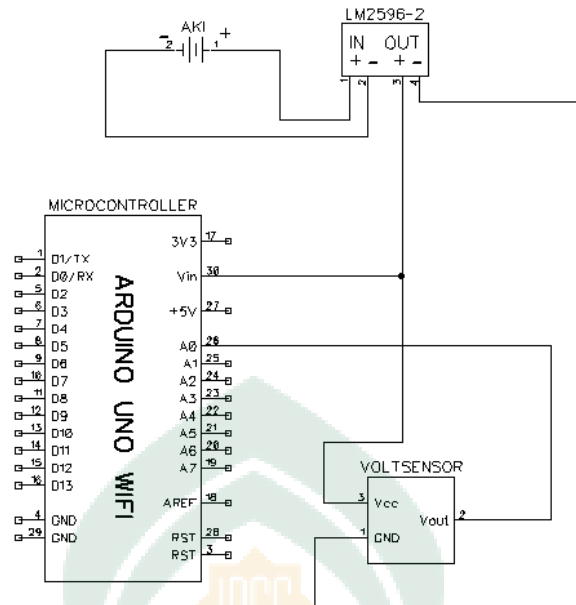 LM2596-2
AKI
- +
2 1
IN OUT
+ - + -
1 2 3 4
MICROCONTROLLER
ARDUINO UNO WIFI
1 D1/TX
2 D0/RX
5 D2
6 D3
7 D4
8 D5
9 D6
10 D7
11 D8
12 D9
13 D10
14 D11
15 D12
16 D13
4 GND
29 GND
3V3 17
Vin 30
+5V 27
A0 26
A1 25
A2 24
A3 23
A4 22
A5 21
A6 20
A7 19
AREF 18
RST 28
RST 3
VOLTSENSOR
3 Vcc
Vout 2
1 GND